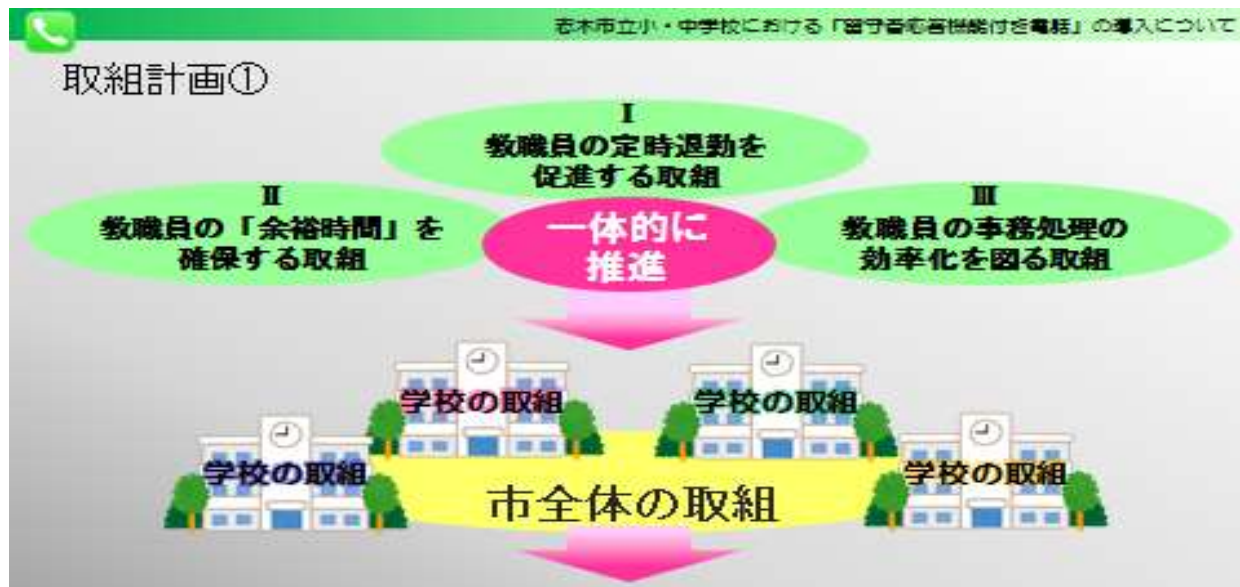 志木市立小・中学校における「留守番応答機能付き電話」の導入について
取組計画①
Ⅰ
教職員の定時退勤を
促進する取組
Ⅱ
教職員の「余裕時間」を
確保する取組
一体的に
推進
Ⅲ
教職員の事務処理の
効率化を図る取組
学校の取組
学校の取組
学校の取組
学校の取組
市全体の取組